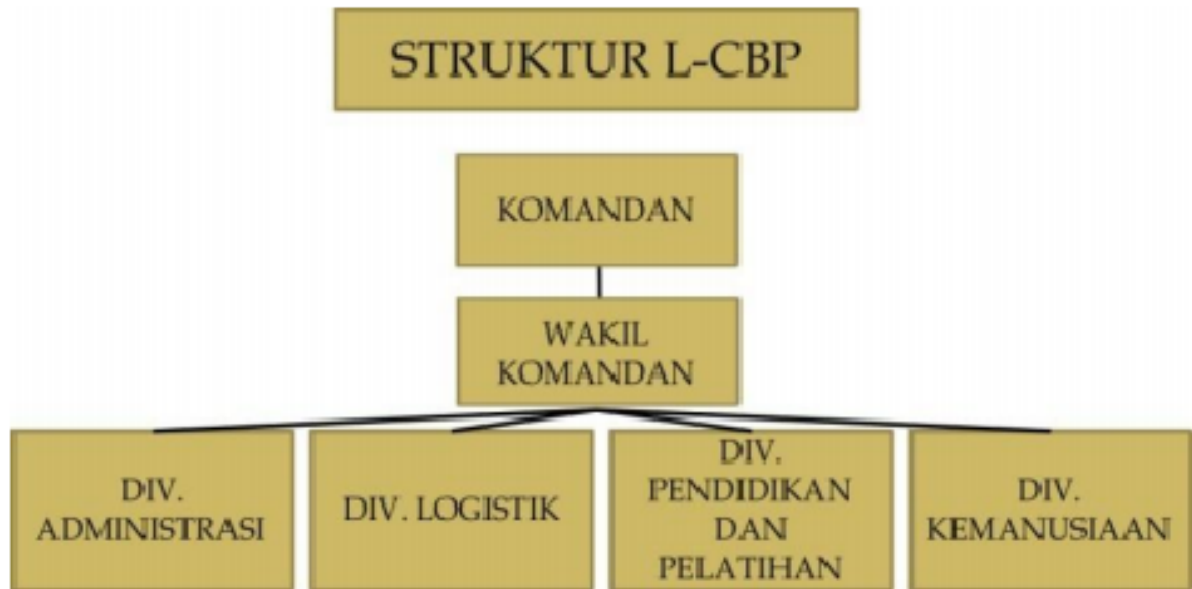 STRUKTUR L-CBP
KOMANDAN
WAKIL
KOMANDAN
DIV.
ADMINISTRASI
DIV. LOGISTIK
DIV.
PENDIDIKAN
DAN
PELATIHAN
DIV.
KEMANUSIAAN